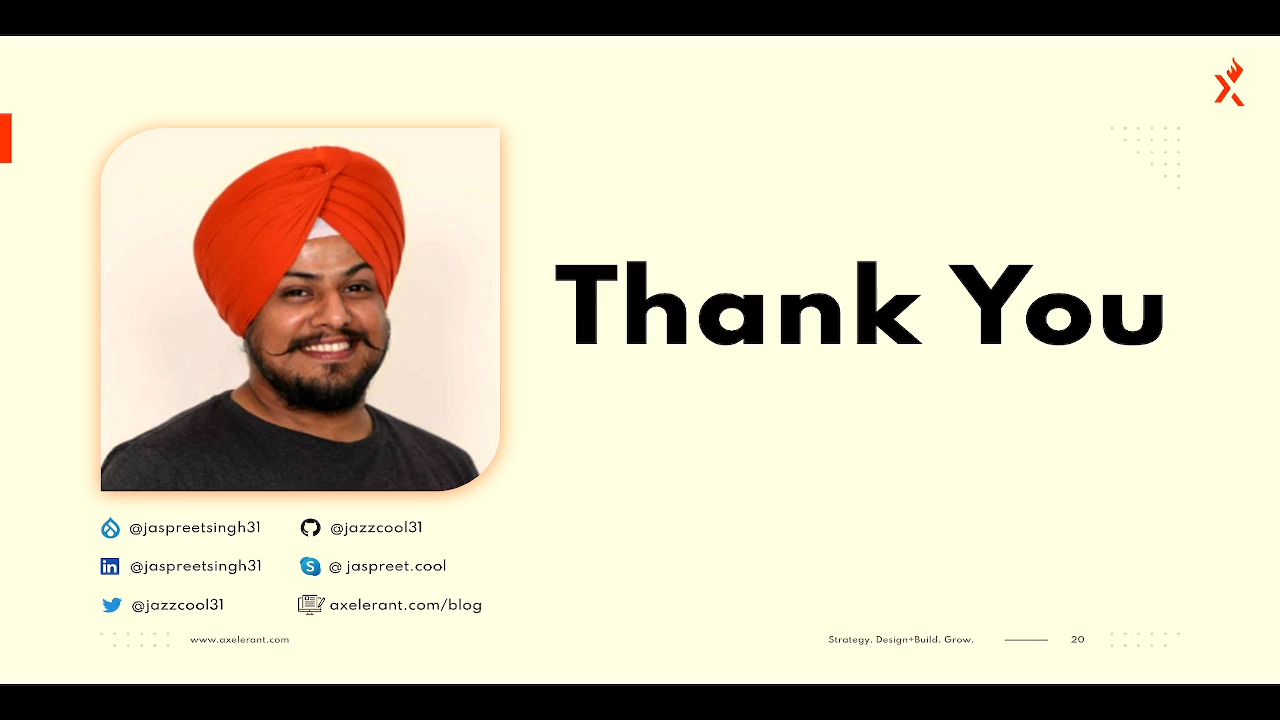 Thank You
@jaspreetsingh31
@jazzcool31
@jaspreetsingh31
@ jaspreet.cool
@jazzcool31
axelerant.com/blog
www.axelerant.com
Strategy. Design+Build. Grow.
20